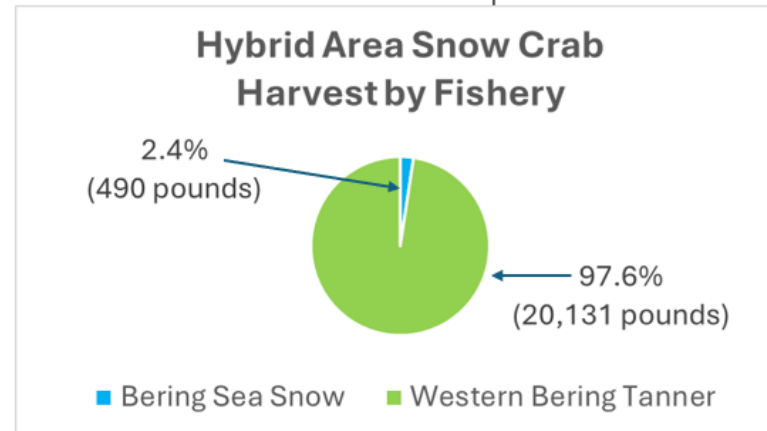 Hybrid Area Snow Crab
Harvest by Fishery
2.4%
(490 pounds)
97.6%
(20,131 pounds)
Bering Sea Snow
Western Bering Tanner